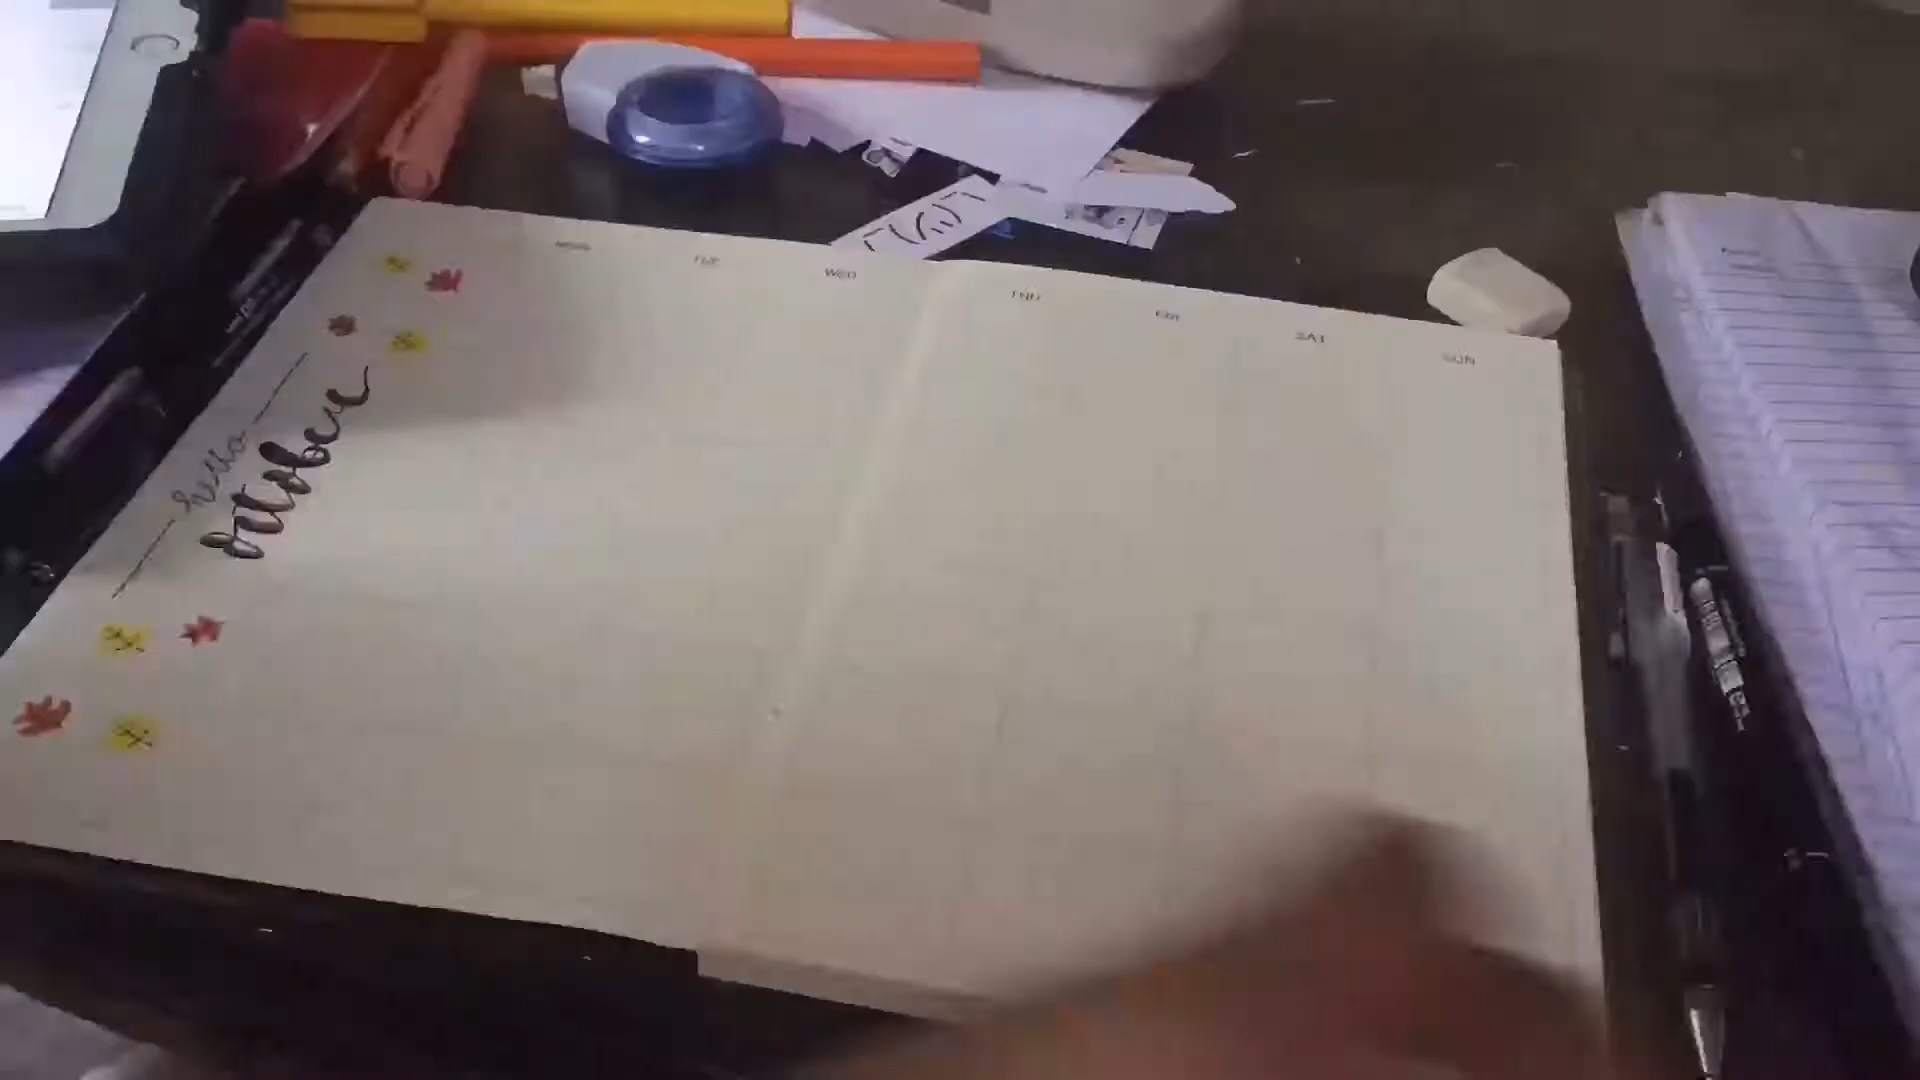 hello
october
MON
TUE
WED
THU
FRI
SAT
SUN